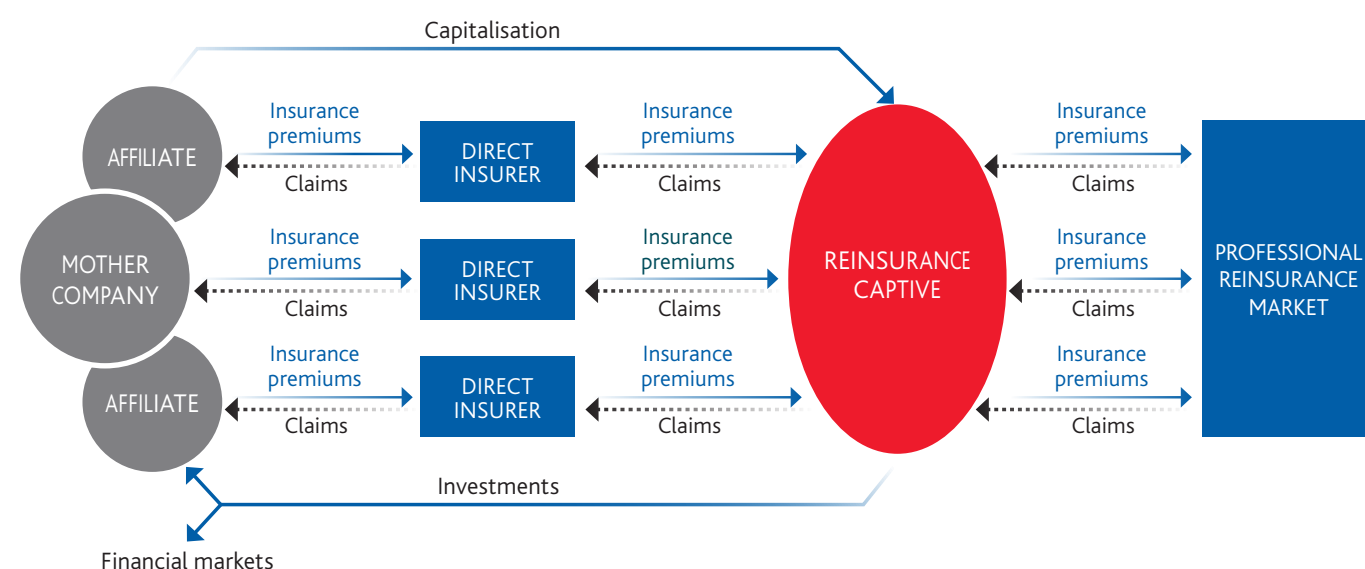 Capitalisation
Insurance
premiums
Insurance
premiums
Insurance
premiums
AFFILIATE
DIRECT
INSURER
Claims
Claims
Claims
Insurance
premiums
Insurance
premiums
Insurance
premiums
MOTHER
COMPANY
DIRECT
INSURER
REINSURANCE
CAPTIVE
PROFESSIONAL
REINSURANCE
MARKET
Claims
Claims
Claims
Insurance
premiums
Insurance
premiums
Insurance
premiums
AFFILIATE
DIRECT
INSURER
Claims
Claims
Claims
Investments
Financial markets